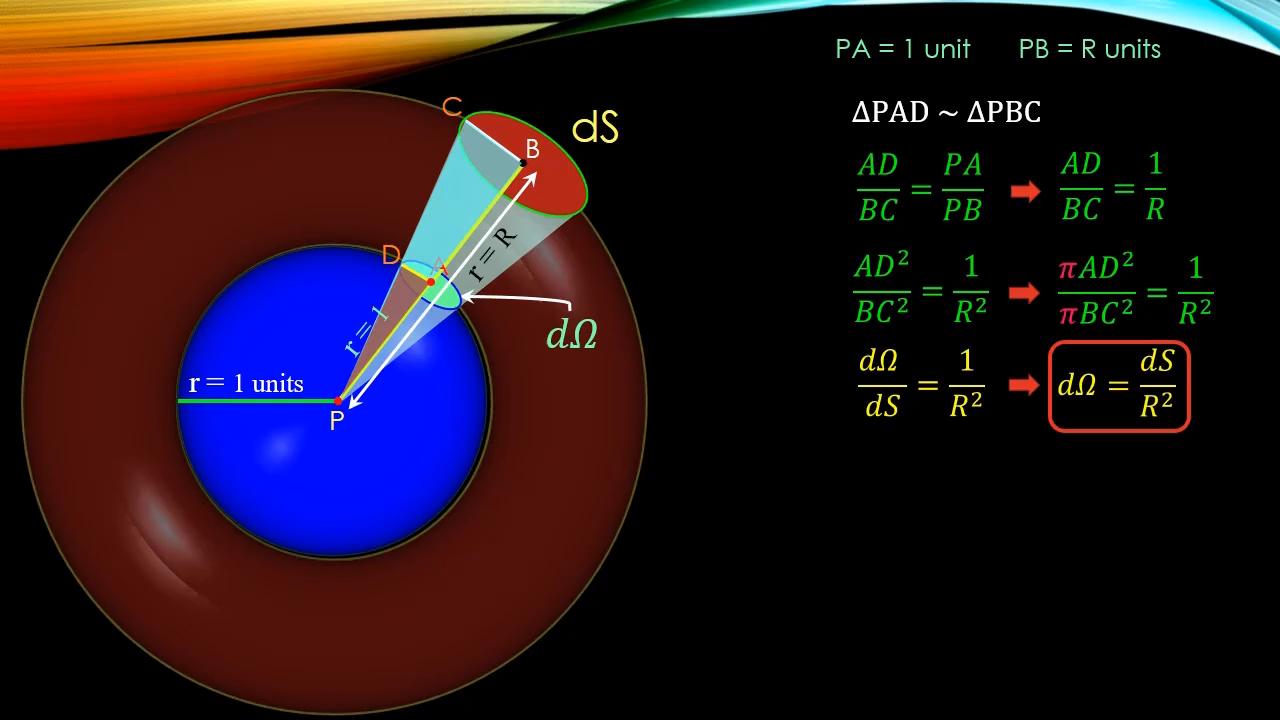 PA = 1 unit PB = R units
ΔPAD ~ ΔPBC
AD/BC = PA/PB ➡ AD/BC = 1/R
AD²/BC² = 1/R² ➡ πAD²/πBC² = 1/R²
dΩ/dS = 1/R² ➡ dΩ = dS/R²
C
dS
B
r = R
D
A
dΩ
r = 1
r = 1 units
P